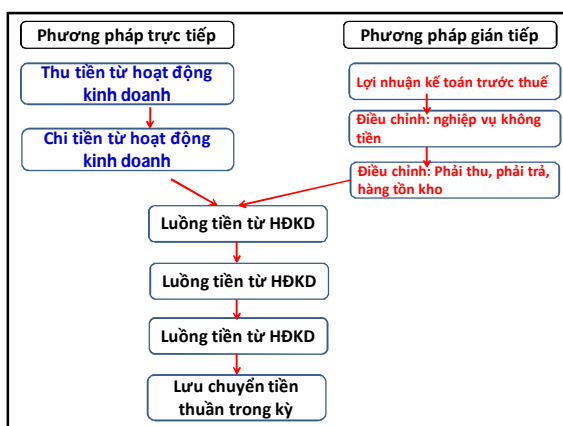 Phương pháp trực tiếp
Phương pháp gián tiếp
Thu tiền từ hoạt động
kinh doanh
Lợi nhuận kế toán trước thuế
Chi tiền từ hoạt động
kinh doanh
Điều chỉnh: nghiệp vụ không
tiền
Điều chỉnh: Phải thu, phải trả,
hàng tồn kho
Luồng tiền từ HĐKD
Luồng tiền từ HĐKD
Luồng tiền từ HĐKD
Lưu chuyển tiền
thuần trong kỳ